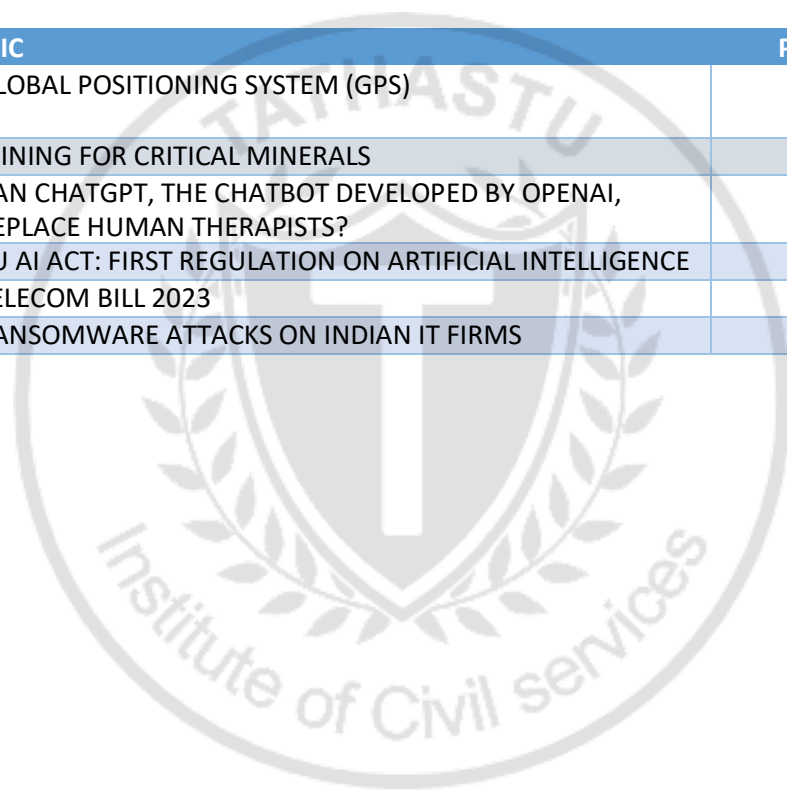 IC P
LOBAL POSITIONING SYSTEM (GPS)
INING FOR CRITICAL MINERALS
AN CHATGPT, THE CHATBOT DEVELOPED BY OPENAI,
EPLACE HUMAN THERAPISTS?
U AI ACT: FIRST REGULATION ON ARTIFICIAL INTELLIGENCE
ELECOM BILL 2023
ANSOMWARE ATTACKS ON INDIAN IT FIRMS
TATHASTU
Institute of Civil services